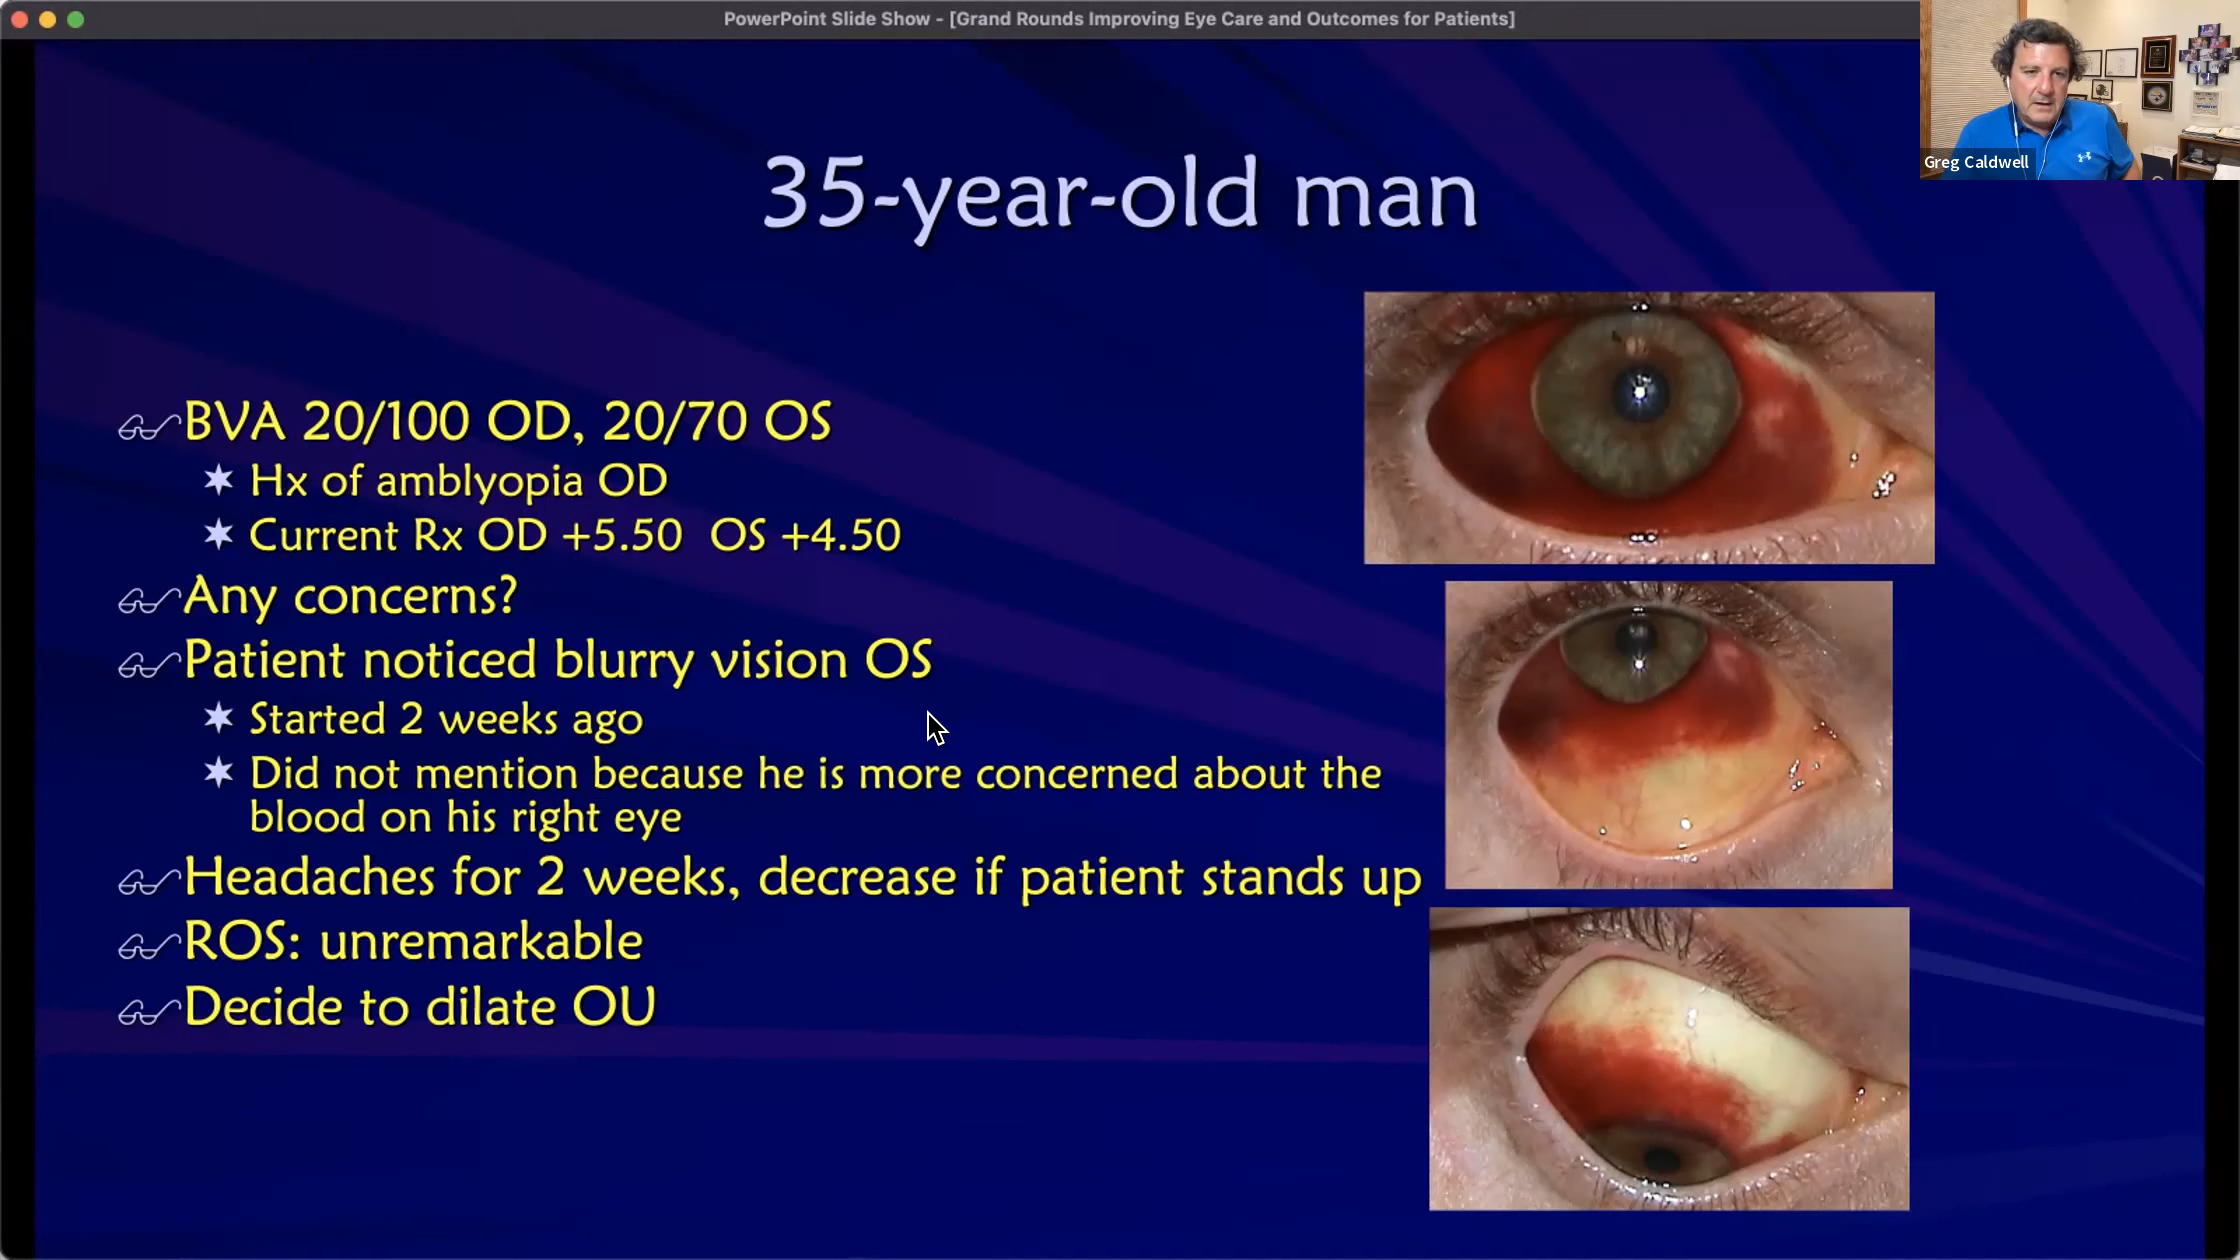 PowerPoint Slide Show - [Grand Rounds Improving Eye Care and Outcomes for Patients]
Greg Caldwell
35-year-old man
BVA 20/100 OD, 20/70 OS
Hx of amblyopia OD
Current Rx OD +5.50 OS +4.50
Any concerns?
Patient noticed blurry vision OS
Started 2 weeks ago
Did not mention because he is more concerned about the
blood on his right eye
Headaches for 2 weeks, decrease if patient stands up
ROS: unremarkable
Decide to dilate OU